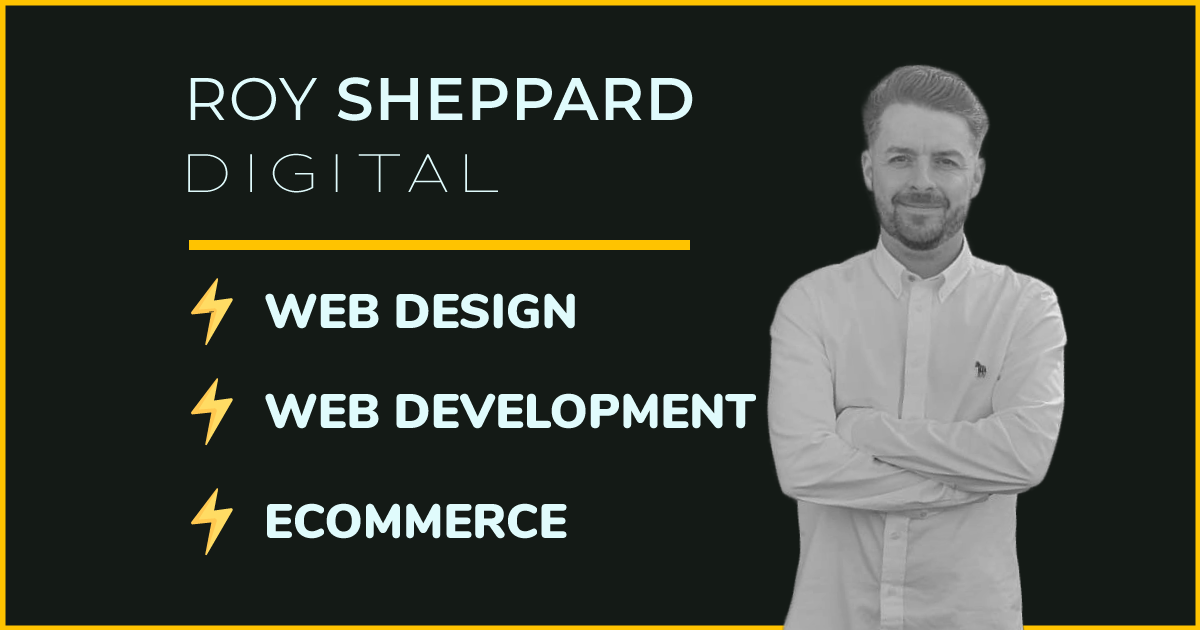 ROY SHEPPARD
DIGITAL
WEB DESIGN
WEB DEVELOPMENT
ECOMMERCE